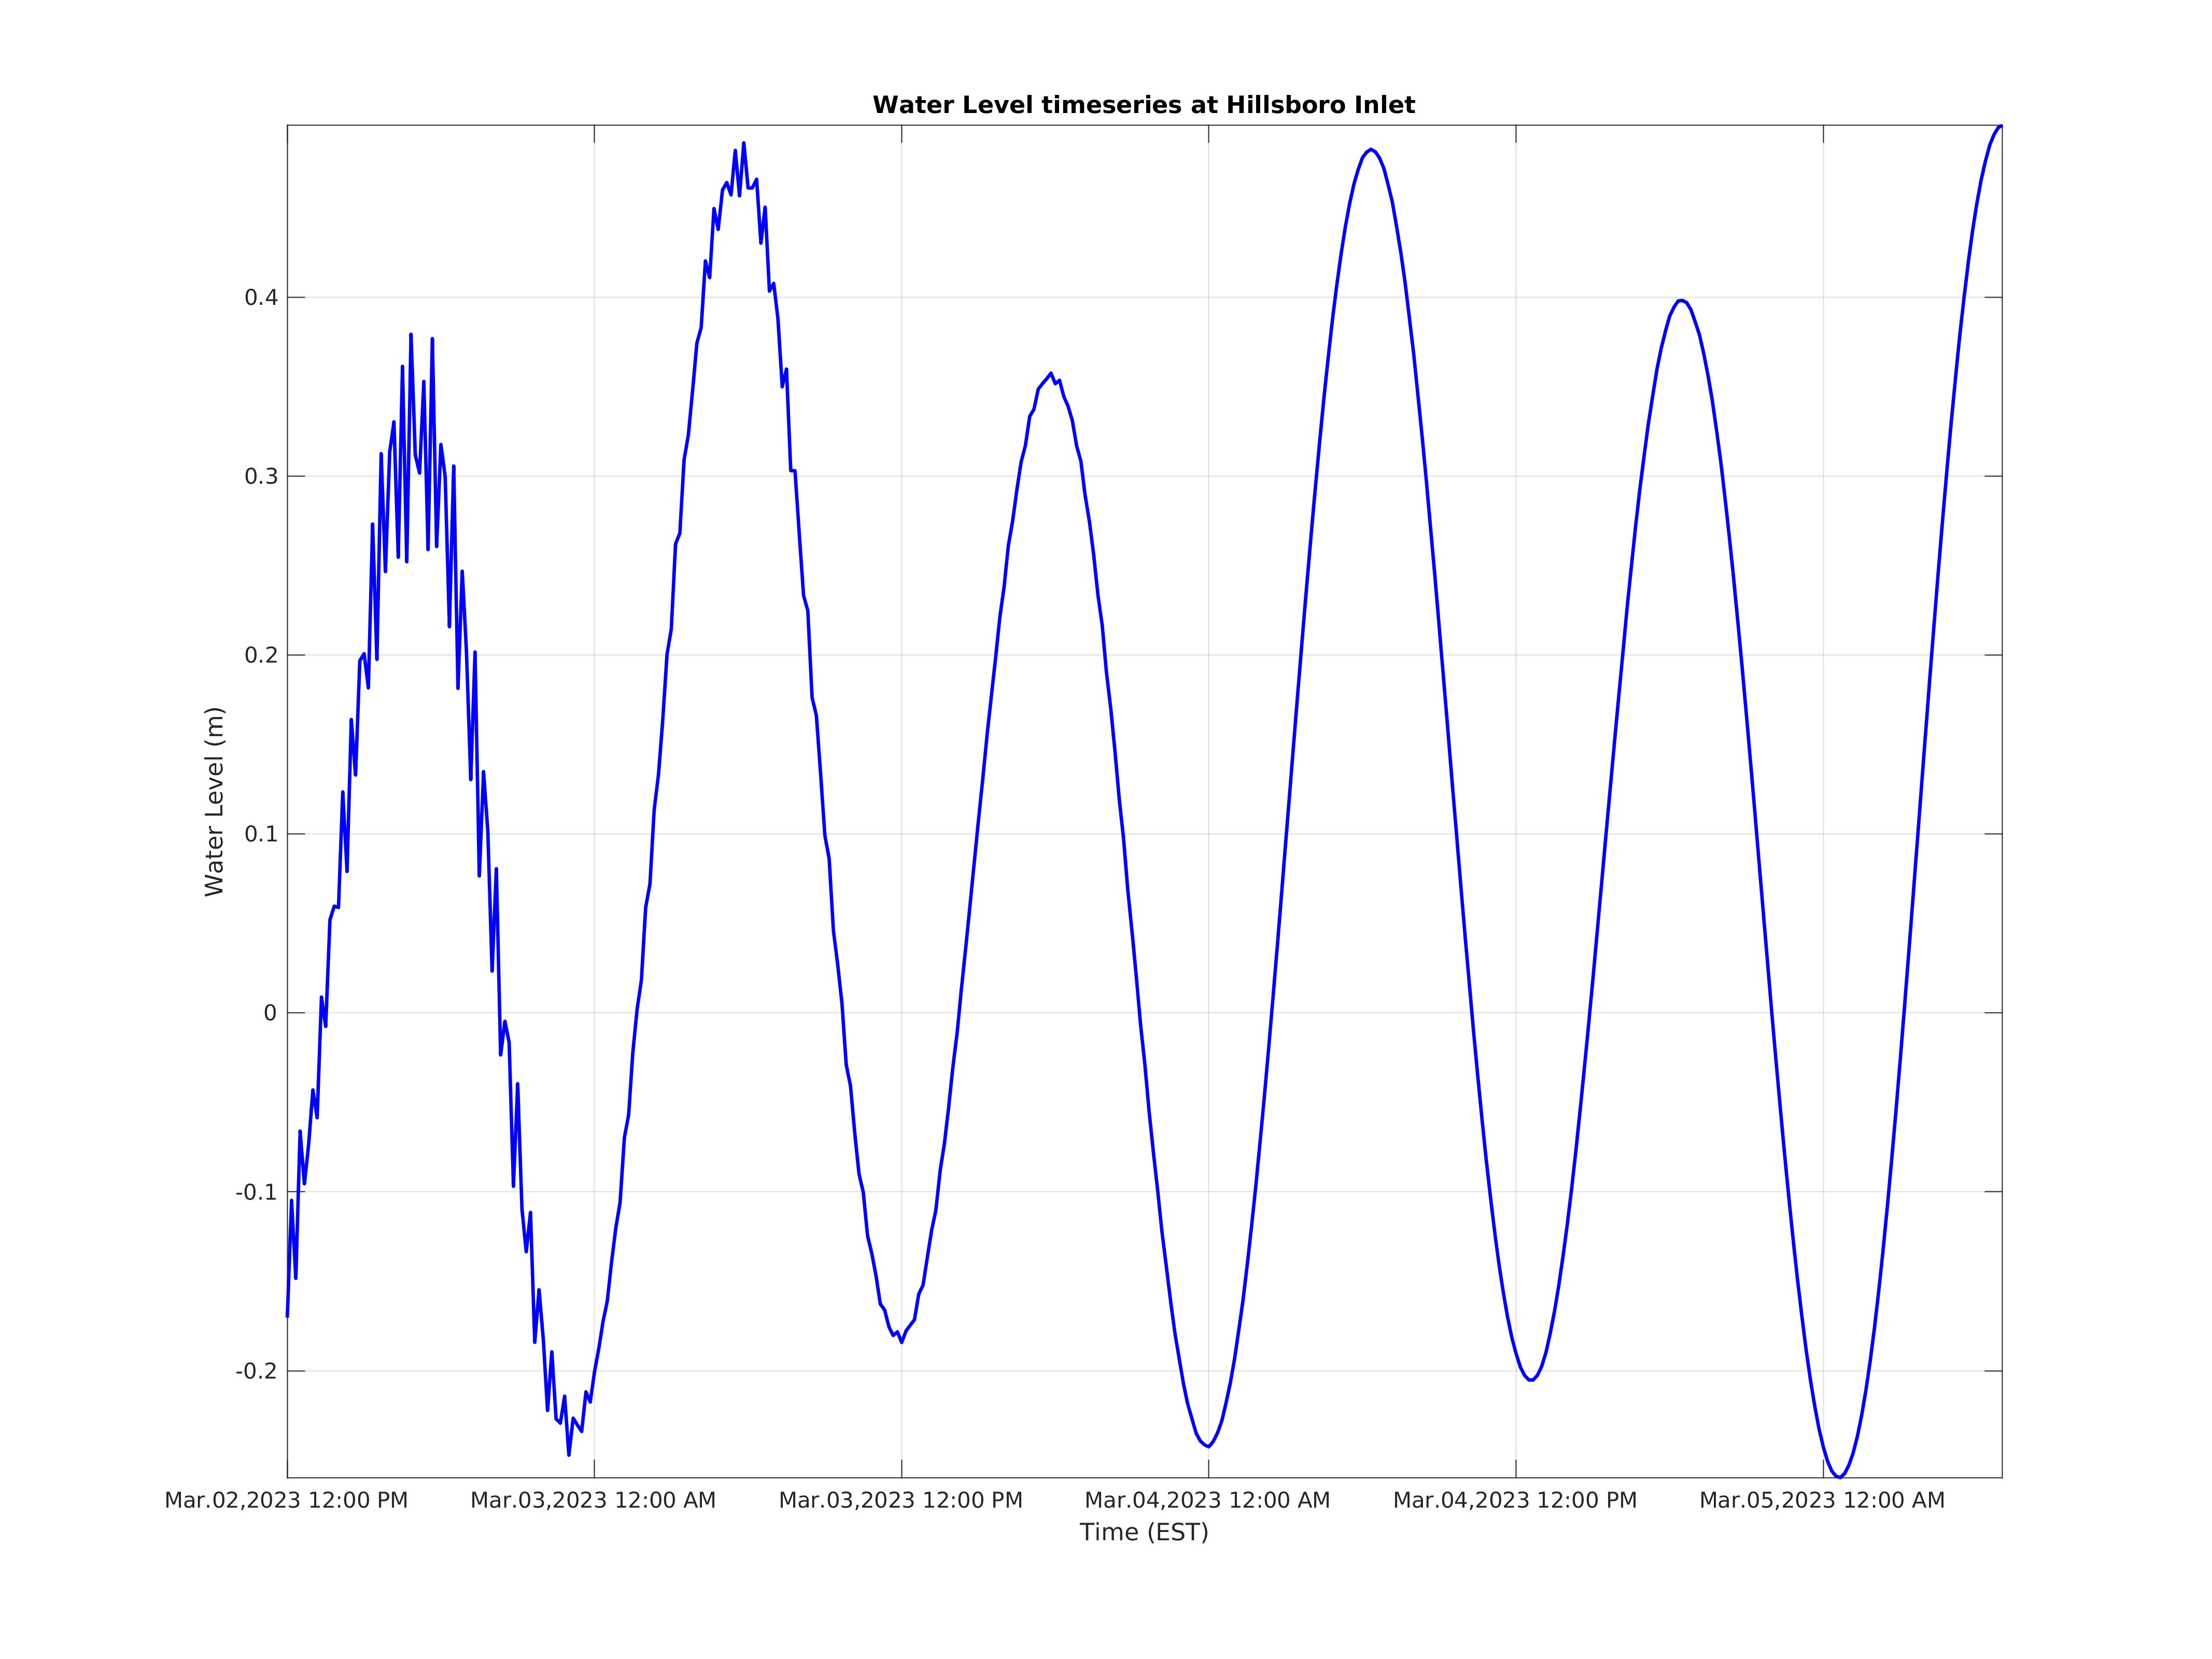 Water Level timeseries at Hillsboro Inlet
0.4
0.3
0.2
0.1
0
-0.1
-0.2
Water Level (m)
Mar.02,2023 12:00 PM Mar.03,2023 12:00 AM Mar.03,2023 12:00 PM Mar.04,2023 12:00 AM Mar.04,2023 12:00 PM Mar.05,2023 12:00 AM
Time (EST)